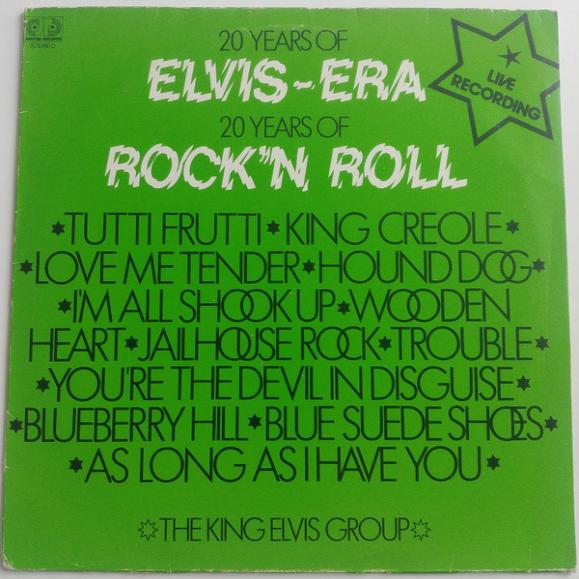 STEREO
20 YEARS OF
ELVIS-ERA
20 YEARS OF
ROCK"N ROLL
LIVE
RECORDING
✶TUTTI FRUTTI✶KING CREOLE✶
✶LOVE ME TENDER✶HOUND DOG✶
✶I'M ALL SHOOK UP✶WOODEN
HEART✶JAILHOUSE ROCK✶TROUBLE✶
✶YOU'RE THE DEVIL IN DISGUISE✶
✶BLUEBERRY HILL✶BLUE SUEDE SHOES✶
✶AS LONG AS I HAVE YOU✶
✶THE KING ELVIS GROUP✶